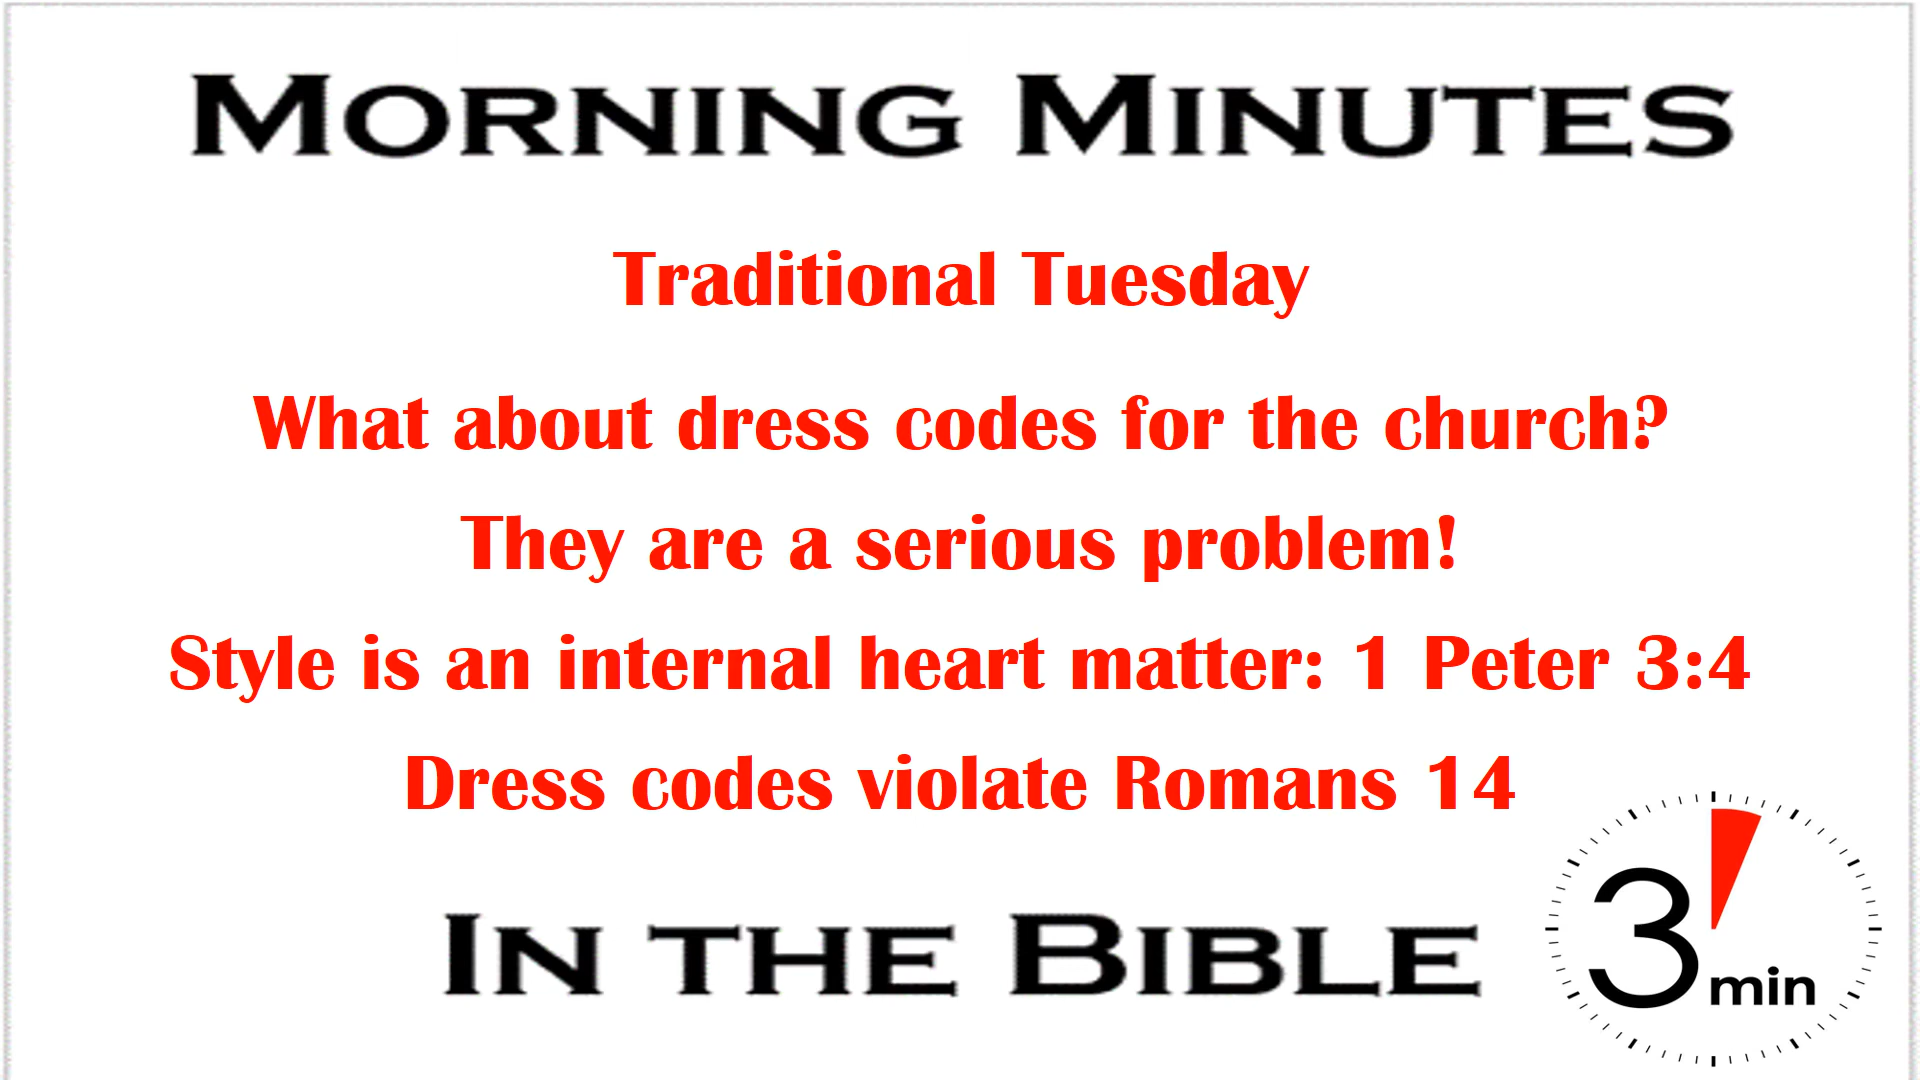 MORNING MINUTES
Traditional Tuesday
What about dress codes for the church?
They are a serious problem!
Style is an internal heart matter: 1 Peter 3:4
Dress codes violate Romans 14
IN THE BIBLE
3 min